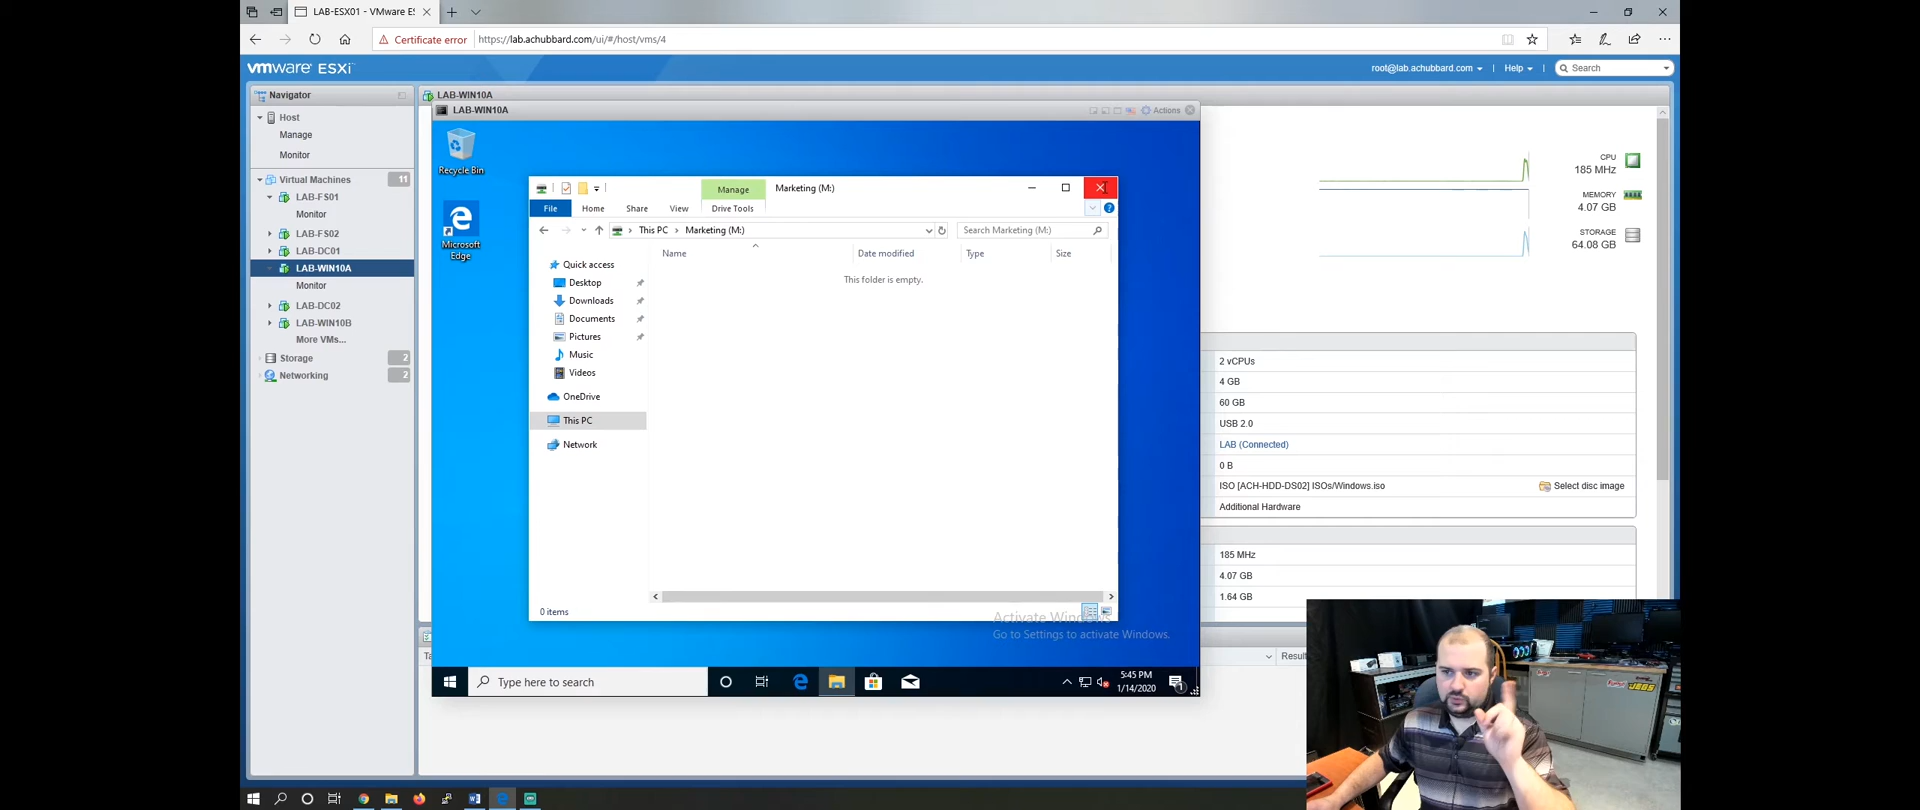 LAB-ESX01 - VMware ES
Certificate error
https://lab.achubbard.com/ui/#/host/vms/4
vmware ESXi
root@lab.achubbard.com
Help
Search
Navigator
LAB-WIN10A
LAB-WIN10A
Actions
Host
Manage
Monitor
Virtual Machines 11
LAB-FS01
Monitor
LAB-FS02
LAB-DC01
LAB-WIN10A
Monitor
LAB-DC02
LAB-WIN10B
More VMs...
Storage 2
Networking 2
Recycle Bin
Microsoft
Edge
Manage
Marketing (M:)
File
Home
Share
View
Drive Tools
This PC
Marketing (M:)
Search Marketing (M:)
Name
Date modified
Type
Size
This folder is empty.
Quick access
Desktop
Downloads
Documents
Pictures
Music
Videos
OneDrive
This PC
Network
0 items
Activate Windows
Go to Settings to activate Windows.
Type here to search
5:45 PM
1/14/2020
1
CPU
185 MHz
MEMORY
4.07 GB
STORAGE
64.08 GB
2 vCPUs
4 GB
60 GB
USB 2.0
LAB (Connected)
0 B
ISO [ACH-HDD-DS02] ISOs/Windows.iso
Select disc image
Additional Hardware
185 MHz
4.07 GB
1.64 GB
Ta
Resul
JEGS